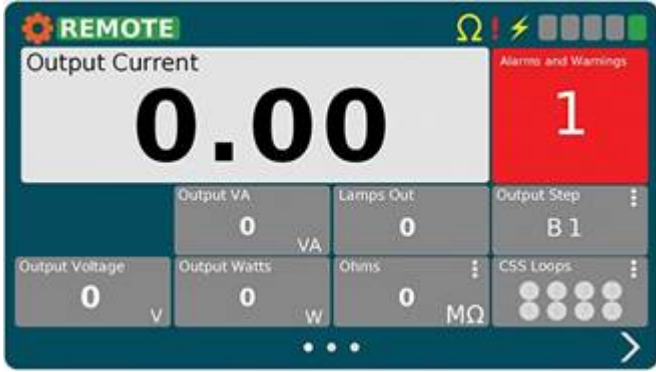 REMOTE Ω ! 
Output Current
0.00
Alarms and Warnings
1
Output VA
0
VA
Lamps Out
0
Output Step
B 1
Output Voltage
0
V
Output Watts
0
W
Ohms
0
MΩ
CSS Loops